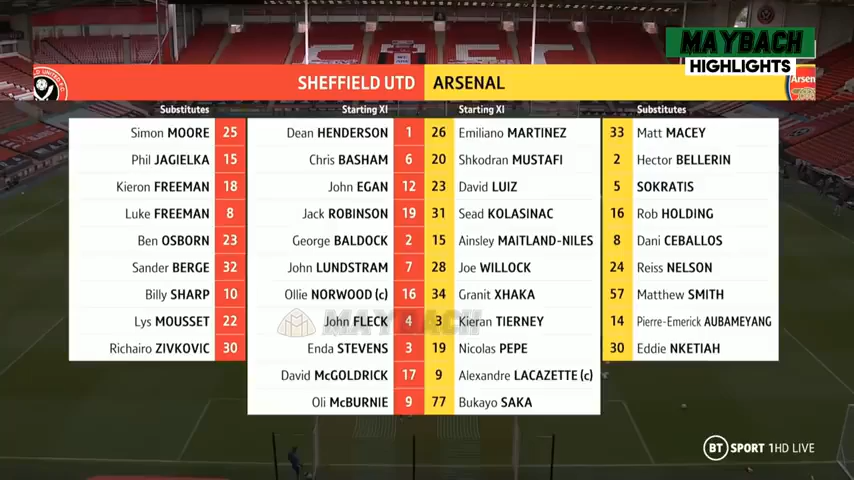 MAYBACH
HIGHLIGHTS
SHEFFIELD UTD ARSENAL
Arsen
Substitutes Starting XI Starting XI Substitutes
Simon MOORE 25 Dean HENDERSON 1 26 Emiliano MARTINEZ 33 Matt MACEY
Phil JAGIELKA 15 Chris BASHAM 6 20 Shkodran MUSTAFI 2 Hector BELLERIN
Kieron FREEMAN 18 John EGAN 12 23 David LUIZ 5 SOKRATIS
Luke FREEMAN 8 Jack ROBINSON 19 31 Sead KOLASINAC 16 Rob HOLDING
Ben OSBORN 23 George BALDOCK 2 15 Ainsley MAITLAND-NILES 8 Dani CEBALLOS
Sander BERGE 32 John LUNDSTRAM 7 28 Joe WILLOCK 24 Reiss NELSON
Billy SHARP 10 Ollie NORWOOD (c) 16 34 Granit XHAKA 57 Matthew SMITH
Lys MOUSSET 22 John FLECK 4 3 Kieran TIERNEY 14 Pierre-Emerick AUBAMEYANG
MAYBACH
Richairo ZIVKOVIC 30 Enda STEVENS 3 19 Nicolas PEPE 30 Eddie NKETIAH
David McGOLDRICK 17 9 Alexandre LACAZETTE (c)
Oli McBURNIE 9 77 Bukayo SAKA
BT SPORT 1HD LIVE